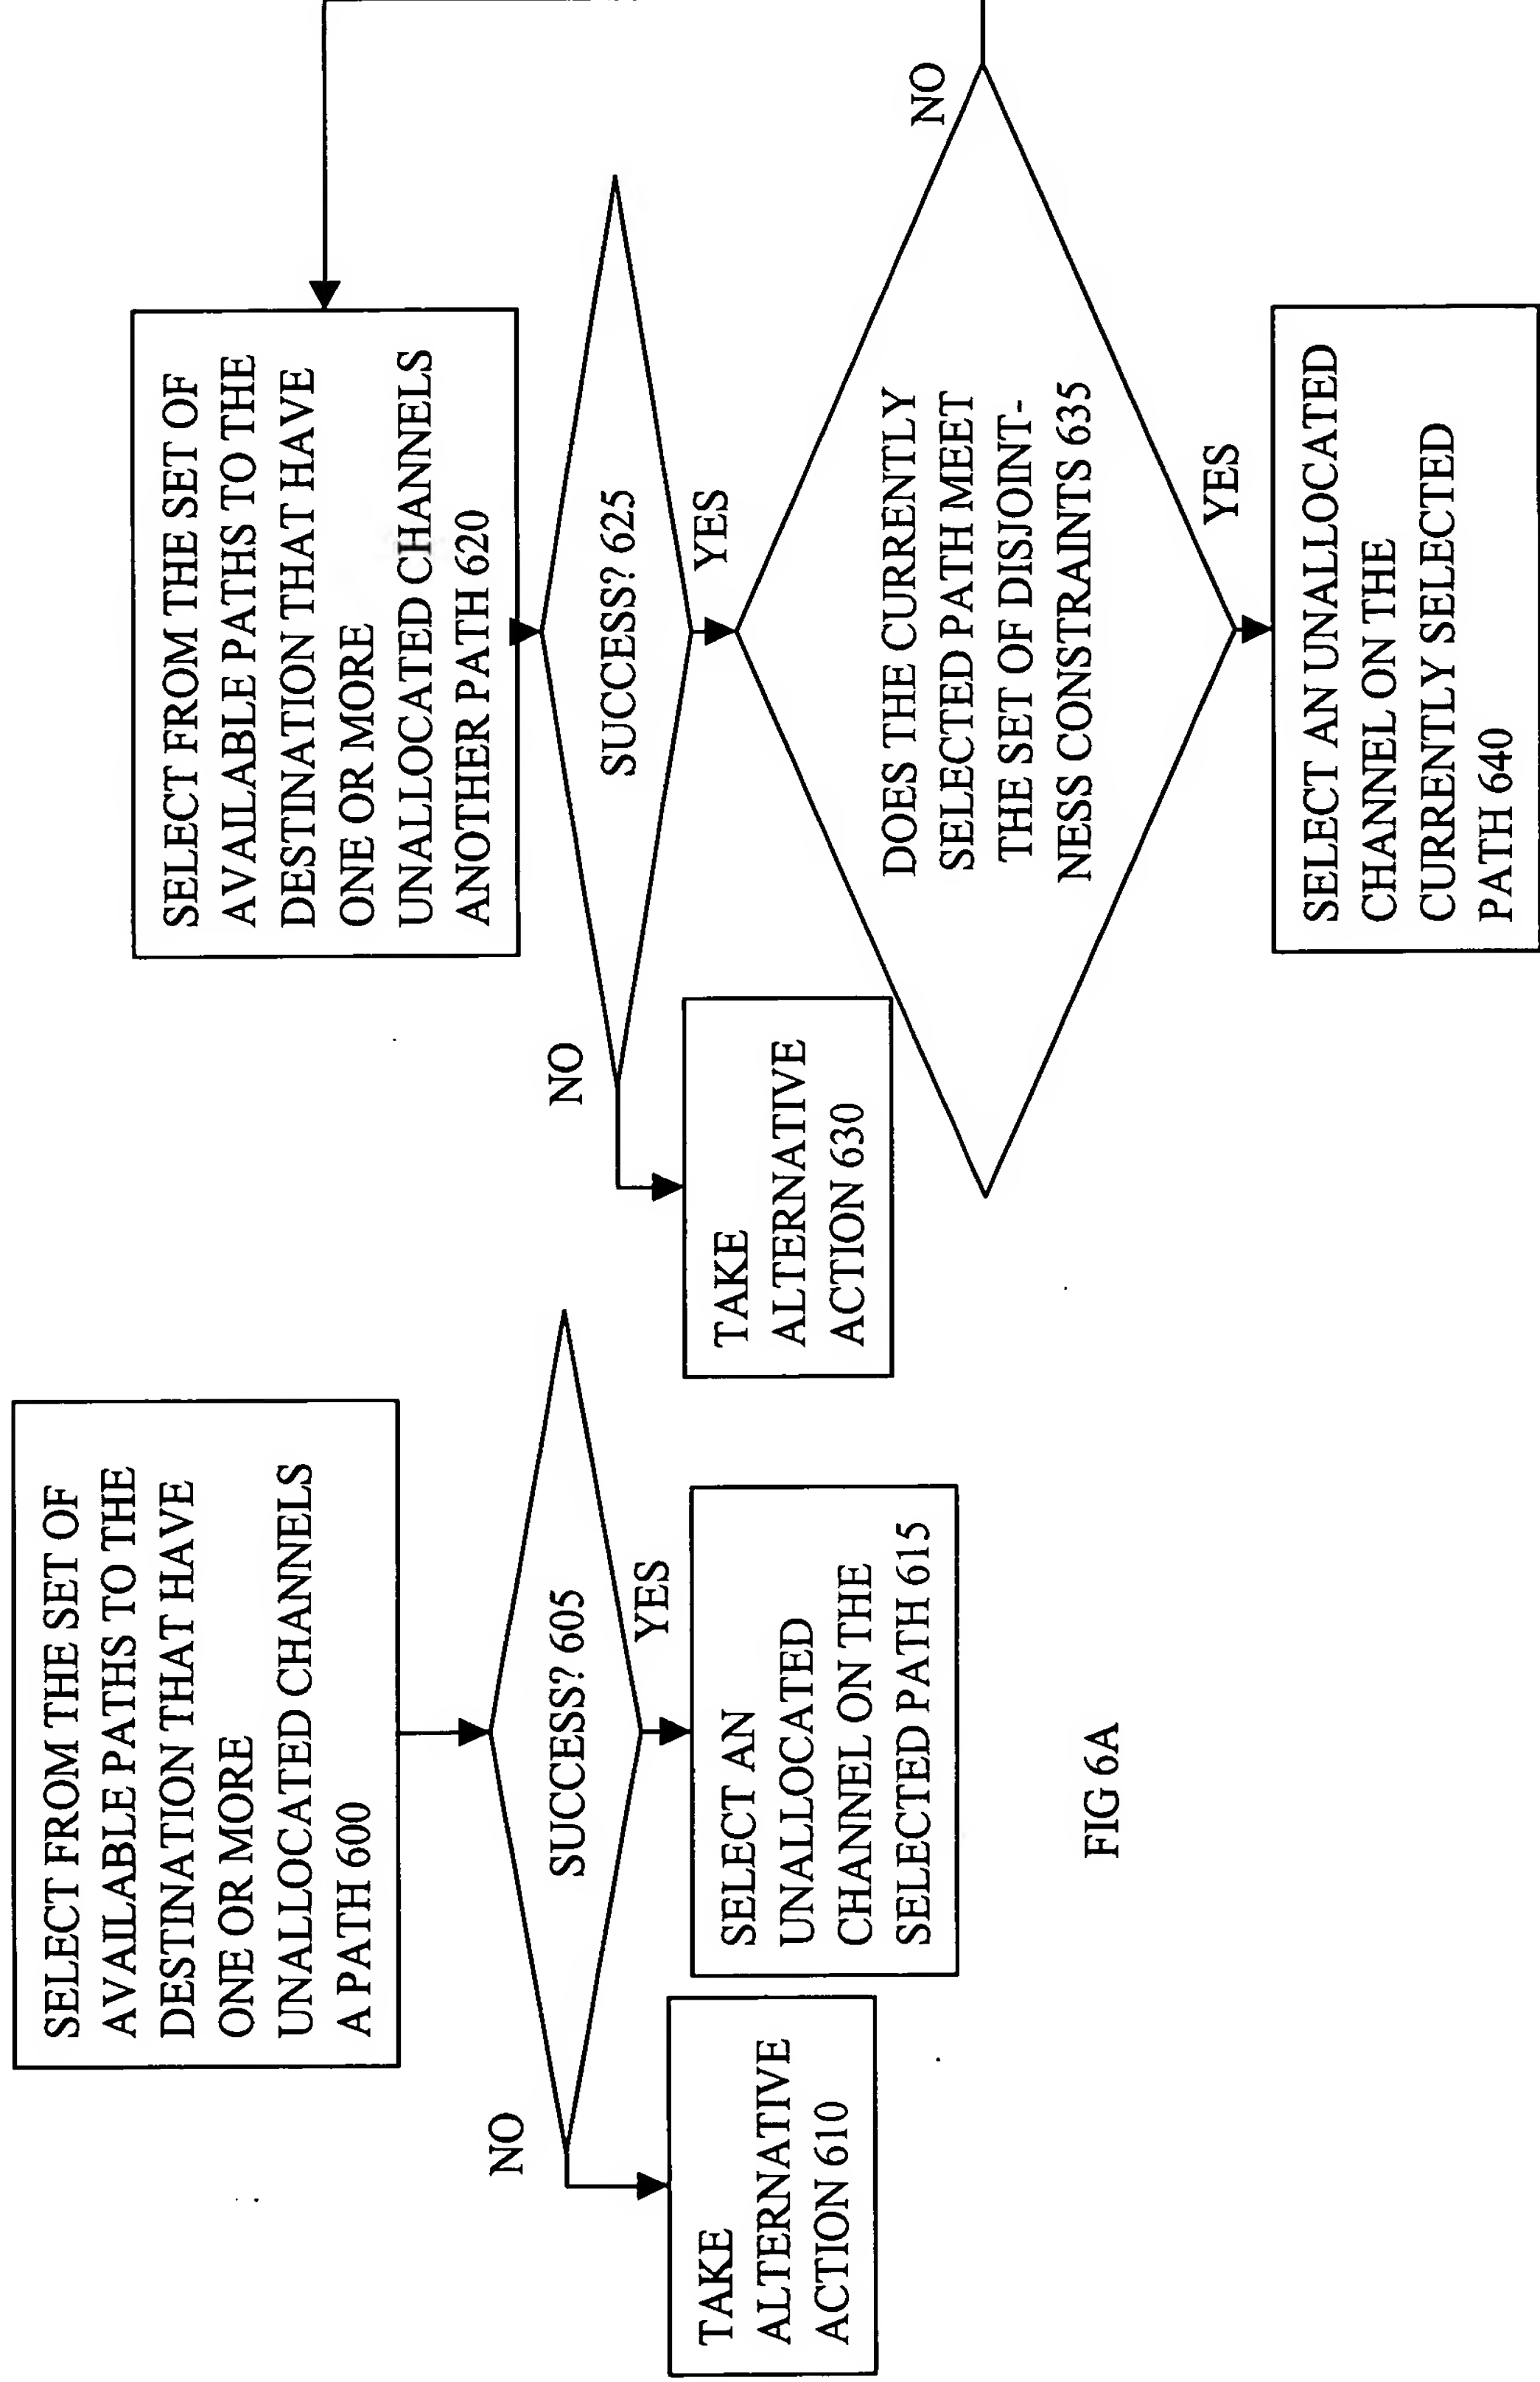 SELECT FROM THE SET OF
AVAILABLE PATHS TO THE
DESTINATION THAT HAVE
ONE OR MORE
UNALLOCATED CHANNELS
A PATH 600
SUCCESS? 605
NO
YES
TAKE
ALTERNATIVE
ACTION 610
SELECT AN
UNALLOCATED
CHANNEL ON THE
SELECTED PATH 615
FIG 6A
SELECT FROM THE SET OF
AVAILABLE PATHS TO THE
DESTINATION THAT HAVE
ONE OR MORE
UNALLOCATED CHANNELS
ANOTHER PATH 620
SUCCESS? 625
NO
YES
TAKE
ALTERNATIVE
ACTION 630
DOES THE CURRENTLY
SELECTED PATH MEET
THE SET OF DISJOINT-
NESS CONSTRAINTS 635
NO
YES
SELECT AN UNALLOCATED
CHANNEL ON THE
CURRENTLY SELECTED
PATH 640